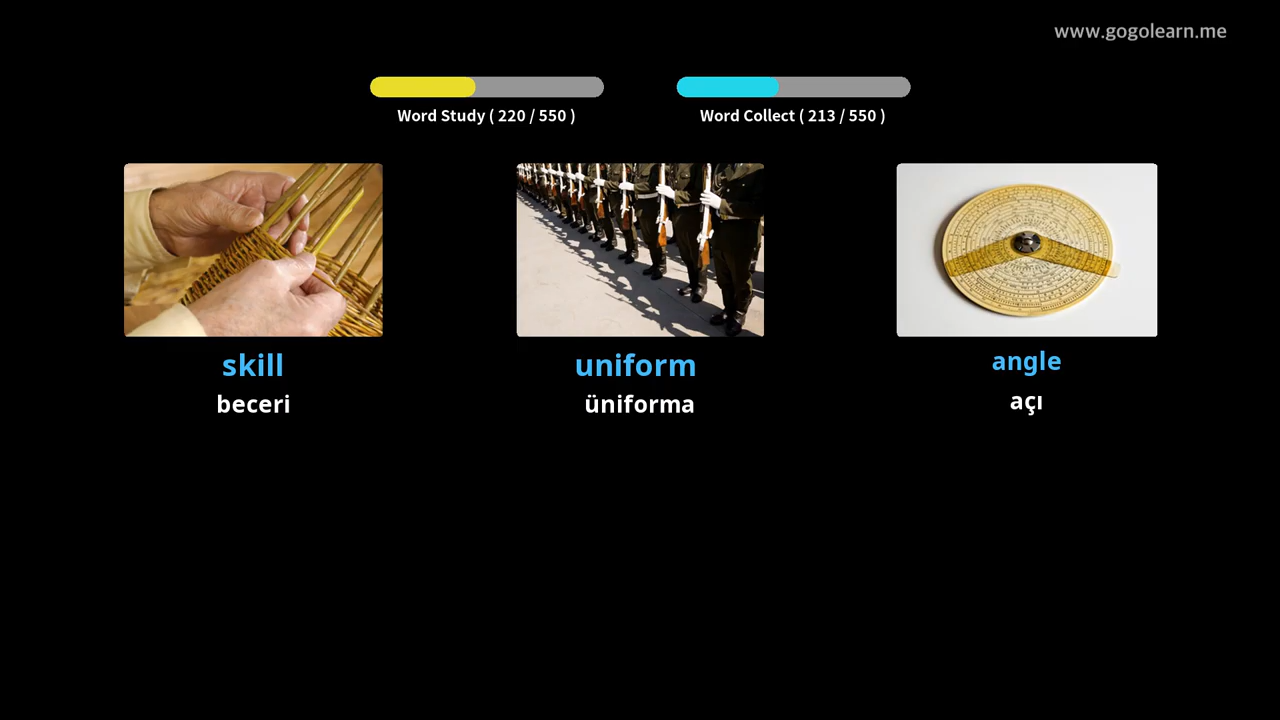 www.gogolearn.me
Word Study ( 220 / 550 )
Word Collect ( 213 / 550 )
skill
beceri
uniform
üniforma
angle
açı